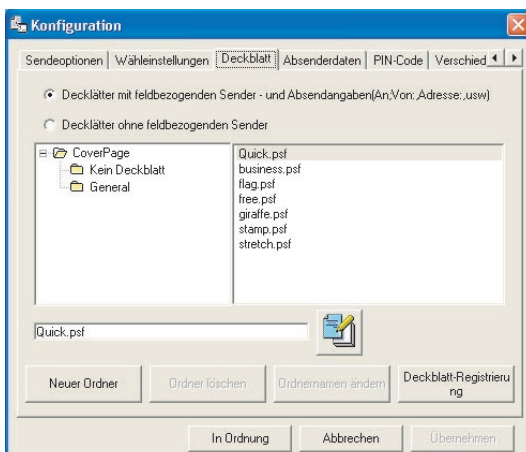 Konfiguration
Sendeoptionen Wähleinstellungen Deckblatt Absenderdaten PIN-Code Verschied
Decklätter mit feldbezogenden Sender - und Absendangaben(An;Von:,Adresse:,usw)
Decklätter ohne feldbezogenden Sender
CoverPage
Kein Deckblatt
General
Quick.psf
business.psf
flag.psf
free.psf
giraffe.psf
stamp.psf
stretch.psf
Quick.psf
Neuer Ordner
Ordner löschen
Ordnernamen ändern
Deckblatt-Registrieru
ng
In Ordnung
Abbrechen
Übernehmen